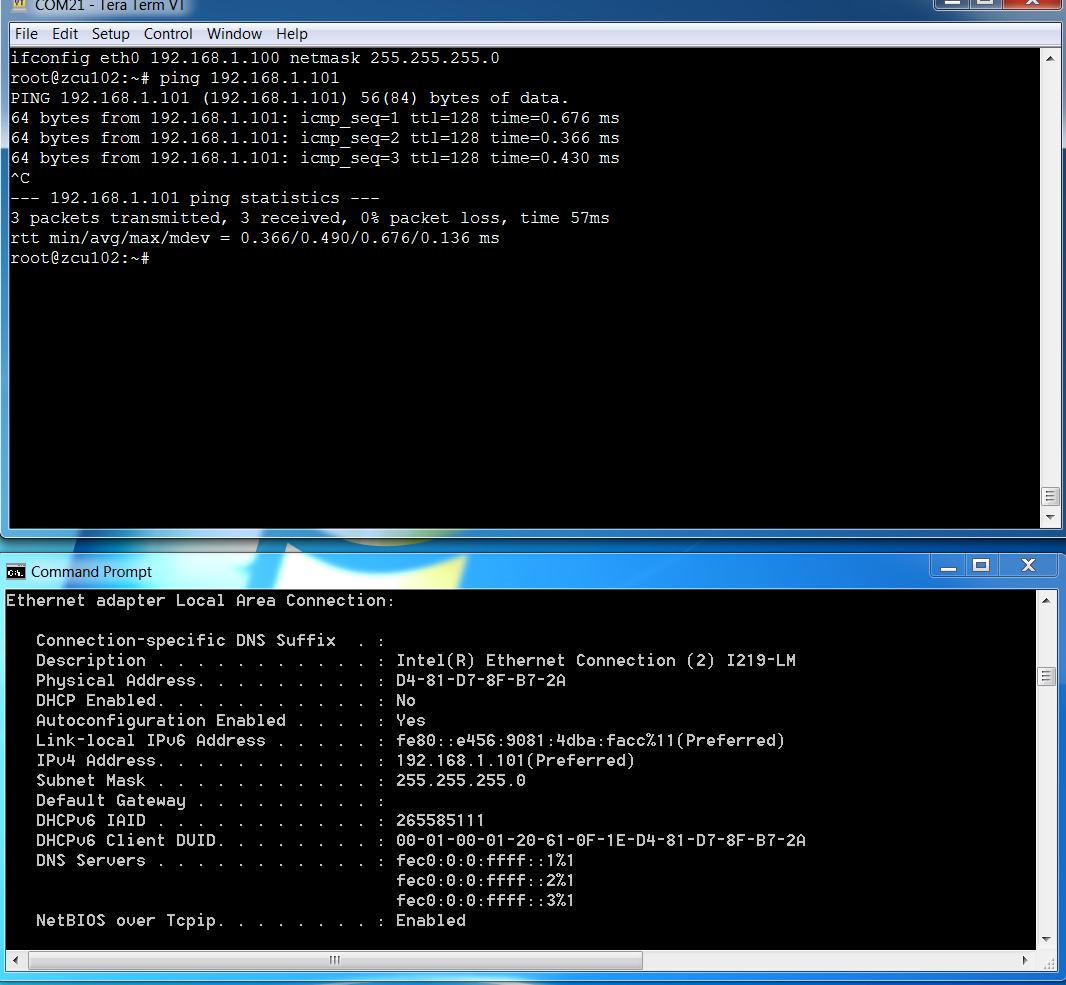 COM21 - Tera Term VT
File Edit Setup Control Window Help
ifconfig eth0 192.168.1.100 netmask 255.255.255.0
root@zcu102:~# ping 192.168.1.101
PING 192.168.1.101 (192.168.1.101) 56(84) bytes of data.
64 bytes from 192.168.1.101: icmp_seq=1 ttl=128 time=0.676 ms
64 bytes from 192.168.1.101: icmp_seq=2 ttl=128 time=0.366 ms
64 bytes from 192.168.1.101: icmp_seq=3 ttl=128 time=0.430 ms
^C
--- 192.168.1.101 ping statistics ---
3 packets transmitted, 3 received, 0% packet loss, time 57ms
rtt min/avg/max/mdev = 0.366/0.490/0.676/0.136 ms
root@zcu102:~#
Command Prompt
Ethernet adapter Local Area Connection:
Connection-specific DNS Suffix . :
Description . . . . . . . . . . . : Intel(R) Ethernet Connection (2) I219-LM
Physical Address. . . . . . . . . : D4-81-D7-8F-B7-2A
DHCP Enabled. . . . . . . . . . . : No
Autoconfiguration Enabled . . . . : Yes
Link-local IPv6 Address . . . . . : fe80::e456:9081:4dba:facc%11(Preferred)
IPv4 Address. . . . . . . . . . . : 192.168.1.101(Preferred)
Subnet Mask . . . . . . . . . . . : 255.255.255.0
Default Gateway . . . . . . . . . :
DHCPv6 IAID . . . . . . . . . . . : 265585111
DHCPv6 Client DUID. . . . . . . . : 00-01-00-01-20-61-0F-1E-D4-81-D7-8F-B7-2A
DNS Servers . . . . . . . . . . . : fec0:0:0:ffff::1%1
fec0:0:0:ffff::2%1
fec0:0:0:ffff::3%1
NetBIOS over Tcpip. . . . . . . . : Enabled